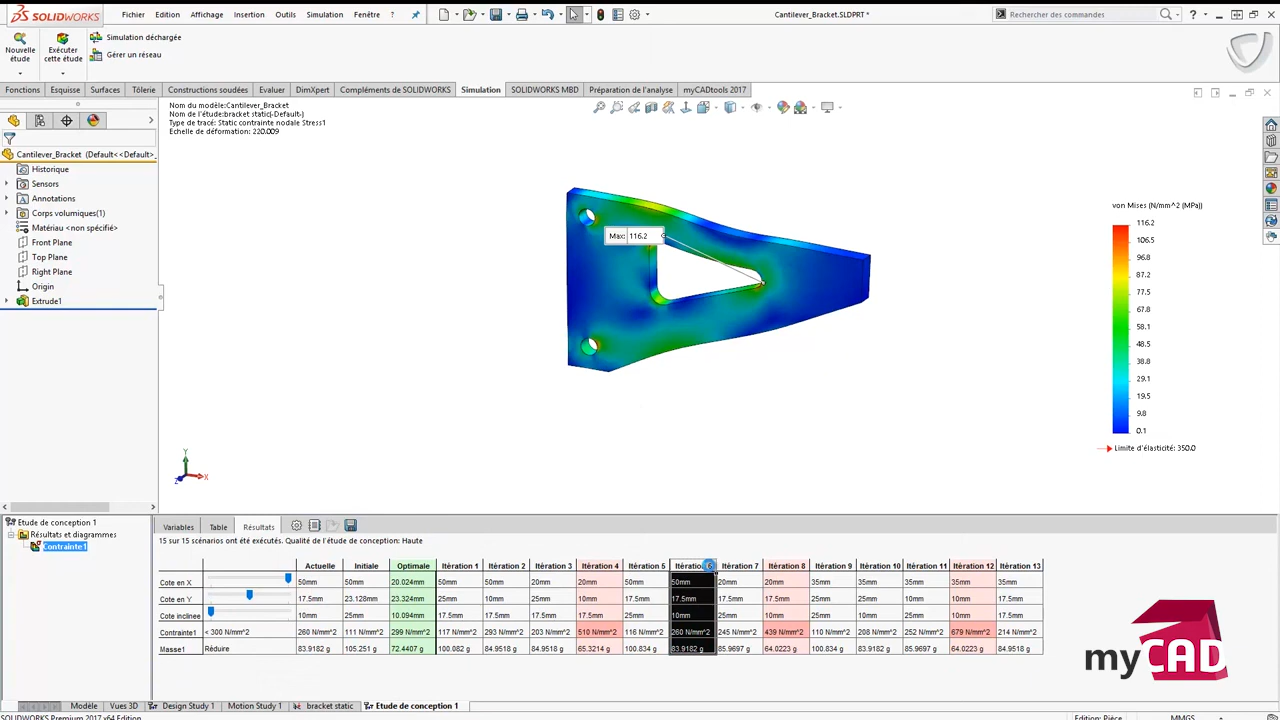 SOLIDWORKS Fichier Edition Affichage Insertion Outils Simulation Fenêtre ? Cantilever_Bracket.SLDPRT * Rechercher des commandes
Nouvelle étude
Exécuter cette étude
Simulation déchargée
Gérer un réseau
Fonctions Esquisse Surfaces Tôlerie Constructions soudées Evaluer DimXpert Compléments de SOLIDWORKS Simulation SOLIDWORKS MBD Préparation de l'analyse myCADtools 2017
Nom du modèle:Cantilever_Bracket
Nom de l'étude:bracket static(-Default-)
Type de tracé: Static contrainte nodale Stress1
Echelle de déformation: 220.009
Cantilever_Bracket (Default<<Default>_
Historique
Sensors
Annotations
Corps volumiques(1)
Matériau <non spécifié>
Front Plane
Top Plane
Right Plane
Origin
Extrude1
Max: 116.2
von Mises (N/mm^2 (MPa))
116.2
106.5
96.8
87.2
77.5
67.8
58.1
48.5
38.8
29.1
19.5
9.8
0.1
Limite d'élasticité: 350.0
Y
X
Z
Etude de conception 1
Résultats et diagrammes
Contrainte1
Variables Table Résultats
15 sur 15 scénarios ont été exécutés. Qualité de l'étude de conception: Haute
Actuelle Initiale Optimale Itération 1 Itération 2 Itération 3 Itération 4 Itération 5 Itération 6 Itération 7 Itération 8 Itération 9 Itération 10 Itération 11 Itération 12 Itération 13
Cote en X 50mm 50mm 20.024mm 50mm 35mm 20mm 20mm 50mm 50mm 20mm 20mm 35mm 35mm 35mm 35mm 35mm
Cote en Y 17.5mm 23.128mm 23.324mm 25mm 10mm 25mm 10mm 17.5mm 17.5mm 17.5mm 17.5mm 25mm 10mm 25mm 10mm 17.5mm
Cote inclinee 10mm 25mm 10.094mm 17.5mm 17.5mm 17.5mm 17.5mm 25mm 10mm 25mm 10mm 25mm 25mm 10mm 10mm 25mm
Contrainte1 < 300 N/mm^2 260 N/mm^2 111 N/mm^2 299 N/mm^2 117 N/mm^2 293 N/mm^2 203 N/mm^2 510 N/mm^2 116 N/mm^2 260 N/mm^2 245 N/mm^2 439 N/mm^2 110 N/mm^2 208 N/mm^2 252 N/mm^2 679 N/mm^2 214 N/mm^2
Masse1 Réduire 83.9182 g 105.251 g 72.4407 g 100.082 g 84.9518 g 84.9518 g 65.3214 g 100.834 g 83.9182 g 85.9697 g 64.0223 g 100.834 g 83.9182 g 85.9697 g 64.0223 g 84.9518 g
myCAD
Modèle Vues 3D Design Study 1 Motion Study 1 bracket static Etude de conception 1
SOLIDWORKS Premium 2017 x64 Edition Edition: Pièce MMGS